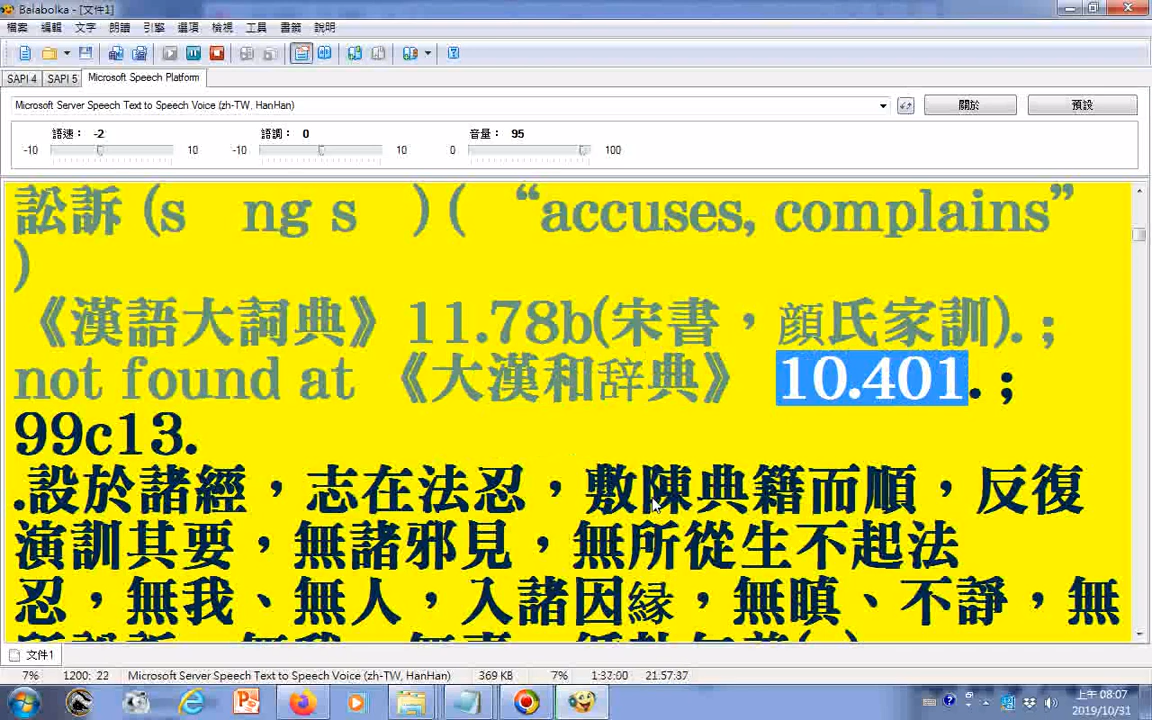 Balabolka - [文件1]
檔案 編輯 文字 朗讀 引擎 選項 檢視 工具 書籤 說明
SAPI 4 SAPI 5 Microsoft Speech Platform
Microsoft Server Speech Text to Speech Voice (zh-TW, HanHan) 關於 預設
語速： -2 語調： 0 音量： 95
-10 10 -10 10 0 100
訟訴 (s ng s ) ( “accuses, complains”
)
《漢語大詞典》 11.78b(宋書，顔氏家訓).；
not found at 《大漢和辞典》 10.401.；
99c13.
.設於諸經，志在法忍，敷陳典籍而順，反復
演訓其要，無諸邪見，無所從生不起法
忍，無我、無人，入諸因縁，無瞋、不諍，無
文件1
7% 1200: 22 Microsoft Server Speech Text to Speech Voice (zh-TW, HanHan) 369 KB 7% 1:37:00 21:57:37
上午 08:07
2019/10/31